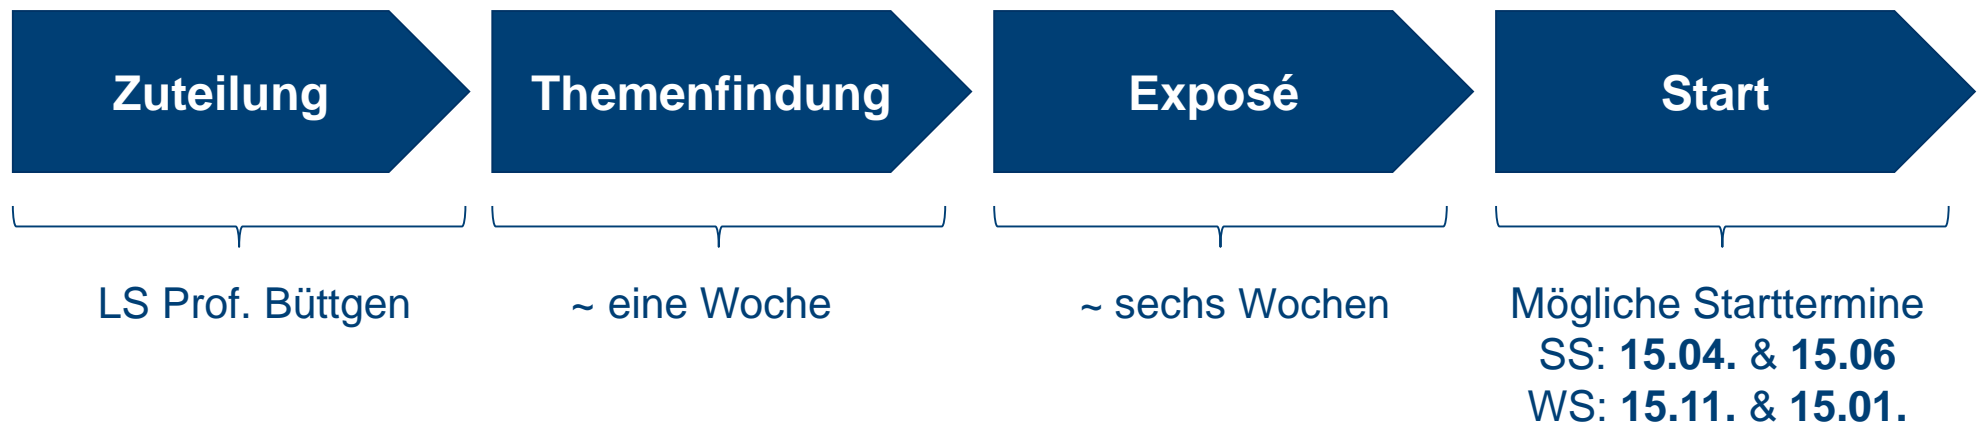 Zuteilung
Themenfindung
Exposé
Start
LS Prof. Büttgen
~ eine Woche
~ sechs Wochen
Mögliche Starttermine
SS: 15.04. & 15.06
WS: 15.11. & 15.01.